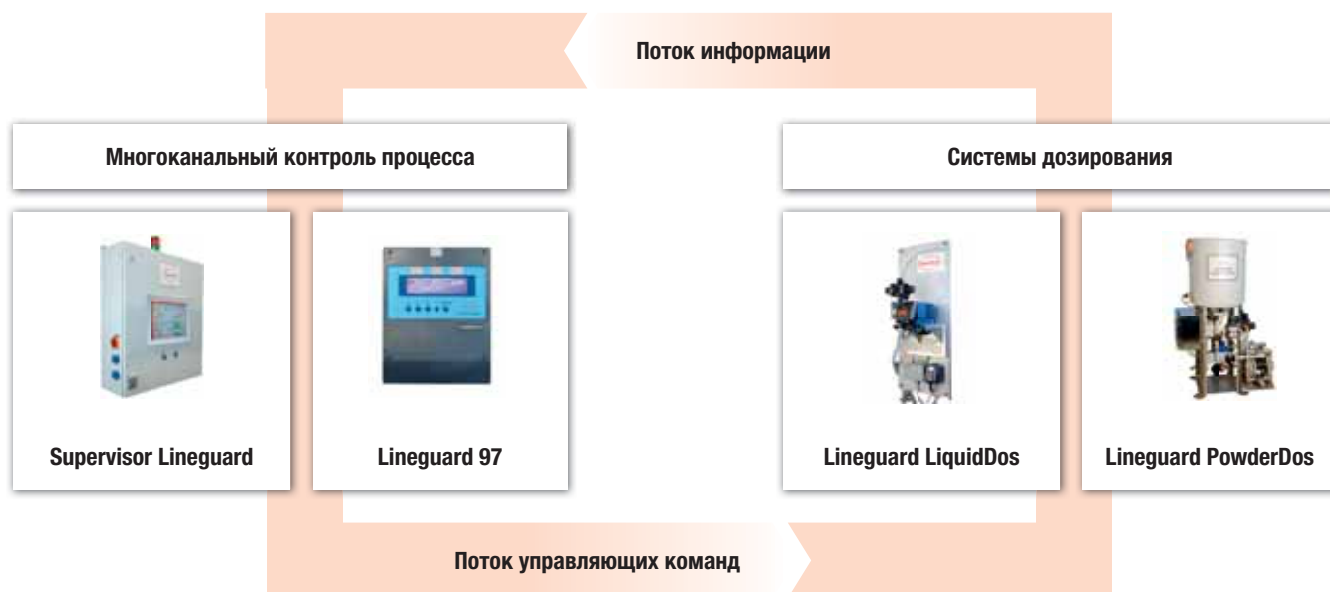 Поток информации
Многоканальный контроль процесса
Системы дозирования
Supervisor Lineguard
Lineguard 97
Lineguard LiquidDos
Lineguard PowderDos
Поток управляющих команд